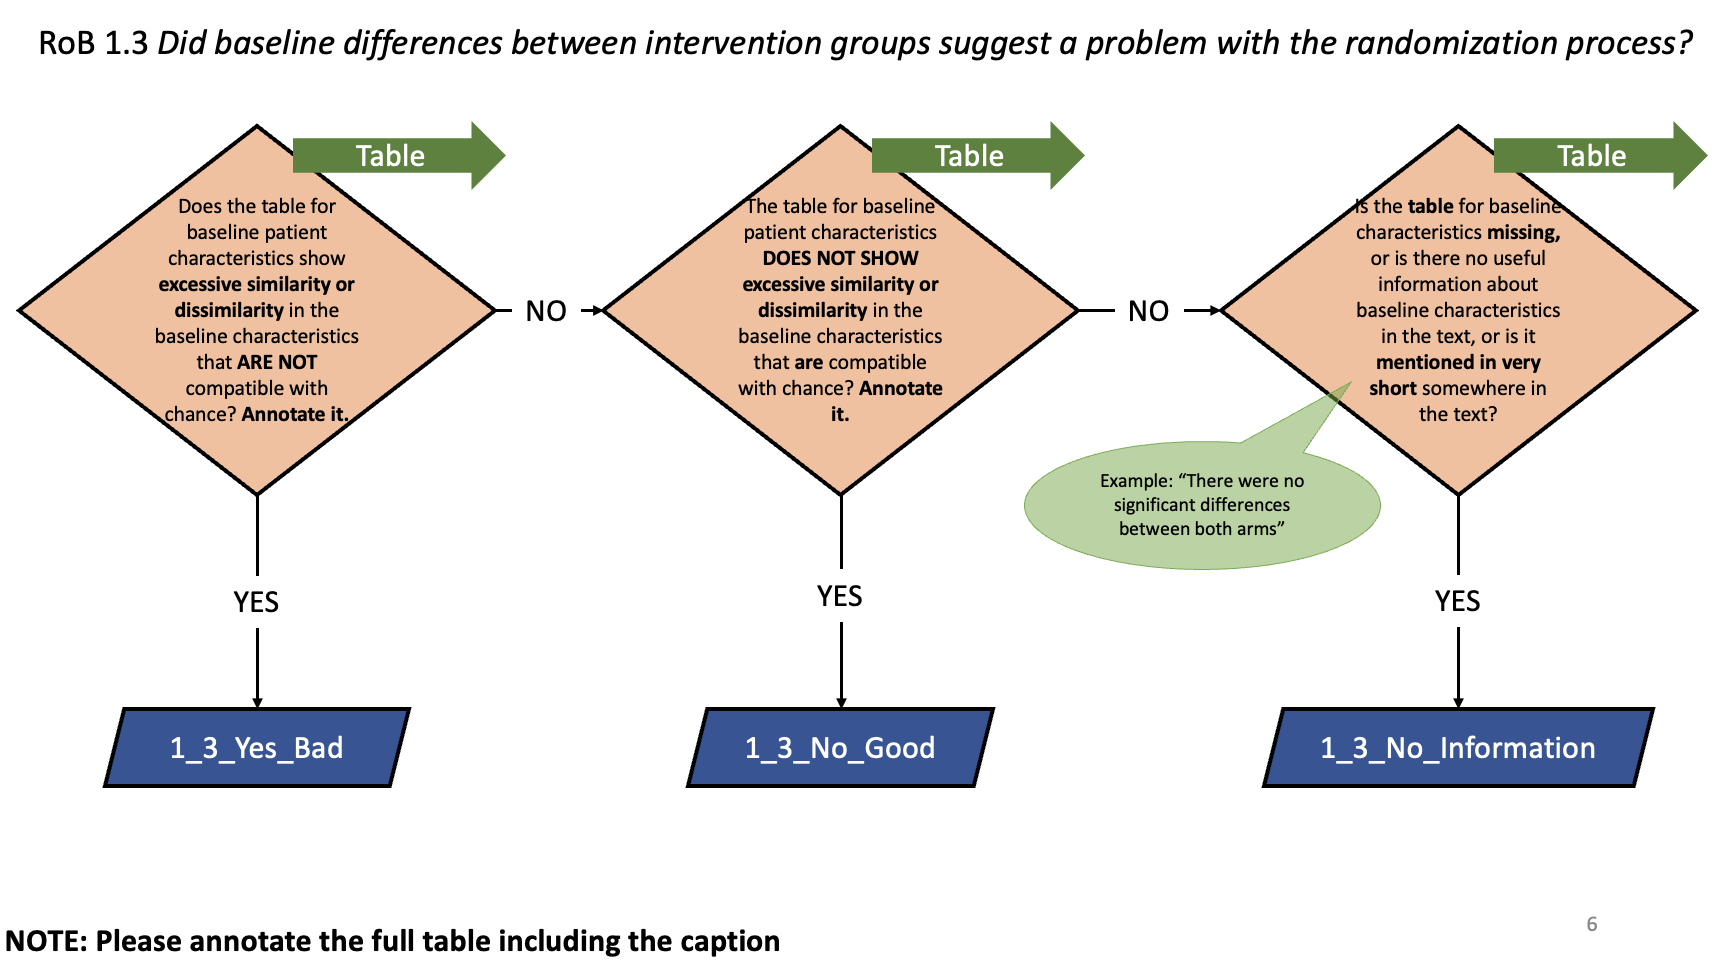 RoB 1.3 Did baseline differences between intervention groups suggest a problem with the randomization process?
Table
Does the table for
baseline patient
characteristics show
excessive similarity or
dissimilarity in the
baseline characteristics
that ARE NOT
compatible with
chance? Annotate it.
NO
Table
The table for baseline
patient characteristics
DOES NOT SHOW
excessive similarity or
dissimilarity in the
baseline characteristics
that are compatible
with chance? Annotate
it.
NO
Table
Is the table for baseline
characteristics missing,
or is there no useful
information about
baseline characteristics
in the text, or is it
mentioned in very
short somewhere in
the text?
Example: “There were no
significant differences
between both arms”
YES
YES
YES
1_3_Yes_Bad
1_3_No_Good
1_3_No_Information
6
NOTE: Please annotate the full table including the caption